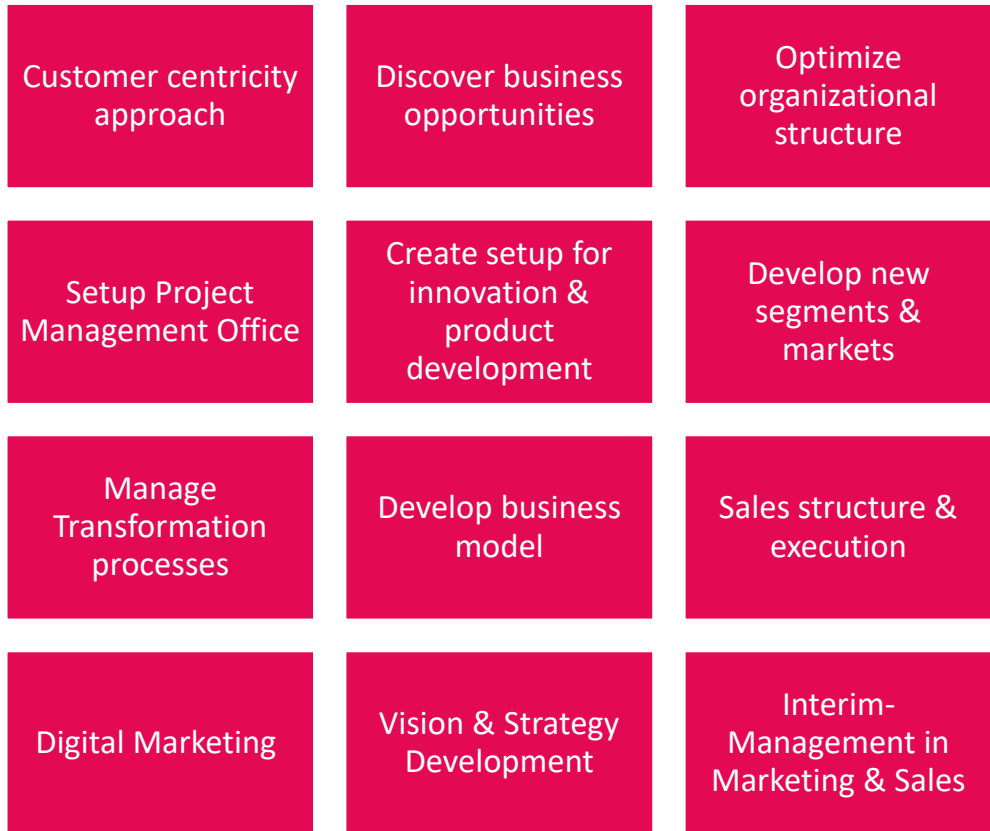 Customer centricity
approach
Discover business
opportunities
Optimize
organizational
structure
Setup Project
Management Office
Create setup for
innovation &
product
development
Develop new
segments &
markets
Manage
Transformation
processes
Develop business
model
Sales structure &
execution
Digital Marketing
Vision & Strategy
Development
Interim-
Management in
Marketing & Sales